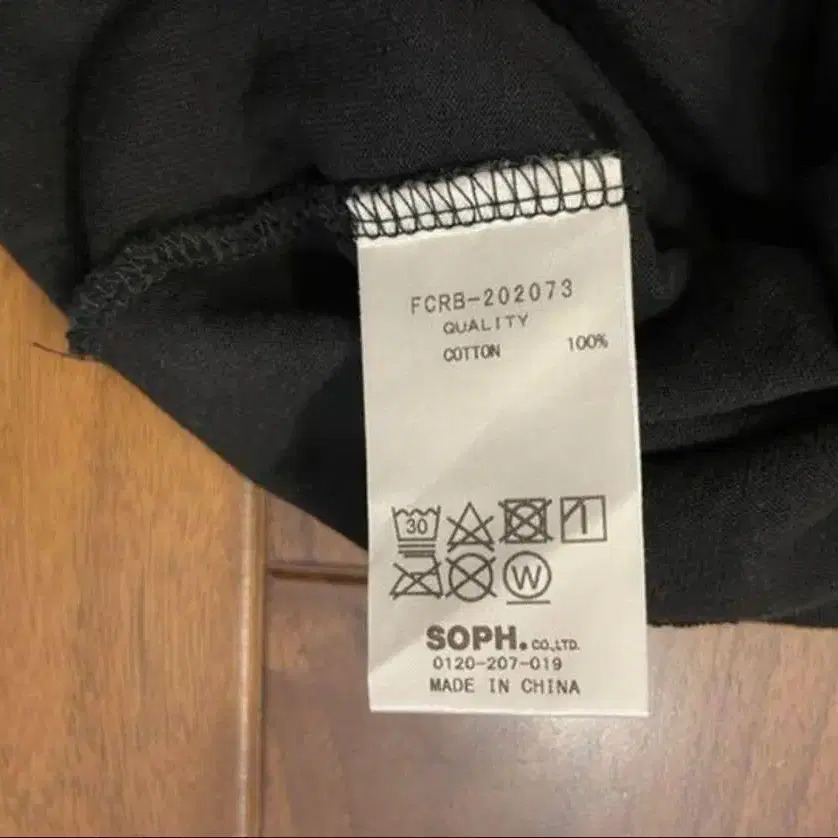 FCRB-202073
QUALITY
COTTON 100%
30
W
SOPH. CO.,LTD.
0120-207-019
MADE IN CHINA